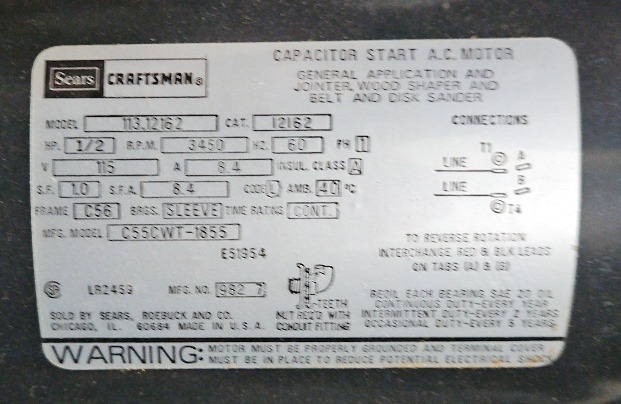 Sears CRAFTSMAN®
CAPACITOR START A.C. MOTOR
GENERAL APPLICATION AND
JOINTER, WOOD SHAPER AND
BELT AND DISK SANDER
MODEL 113.12162 CAT. 12162
HP. 1/2 R.P.M. 3450 HZ. 60 PH 1
V 115 A 8.4 INSUL. CLASS A
S.F. 1.0 S.F.A. 8.4 CODE L AMB. 40 °C
FRAME C56 BRGS. SLEEVE TIME RATING CONT.
MFG. MODEL C55CWT-1855
E51954
CONNECTIONS
T1
LINE A
LINE B
T4
TO REVERSE ROTATION
INTERCHANGE RED & BLK LEADS
ON TABS (A) & (B)
LR2459 MFG. NO. 982 7
-TEETH
NUT REQ'D WITH
CONDUIT FITTING
SOLD BY SEARS, ROEBUCK AND CO.
CHICAGO, IL. 60684 MADE IN U.S.A.
REOIL EACH BEARING SAE 20 OIL
CONTINUOUS DUTY-EVERY YEAR
INTERMITTENT DUTY-EVERY 2 YEARS
OCCASIONAL DUTY-EVERY 5 YEARS
WARNING: MOTOR MUST BE PROPERLY GROUNDED AND TERMINAL COVER
MUST BE IN PLACE TO REDUCE POTENTIAL ELECTRICAL SHOCK